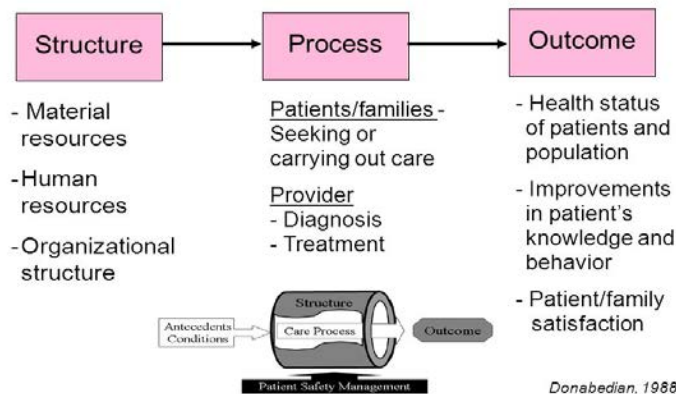 Structure
Process
Outcome
- Material
resources
- Human
resources
- Organizational
structure
Patients/families -
Seeking or
carrying out care
Provider
- Diagnosis
- Treatment
- Health status
of patients and
population
- Improvements
in patient's
knowledge and
behavior
- Patient/family
satisfaction
Structure
Antecedents
Conditions
Care Process
Outcome
Patient Safety Management
Donabedian, 1988